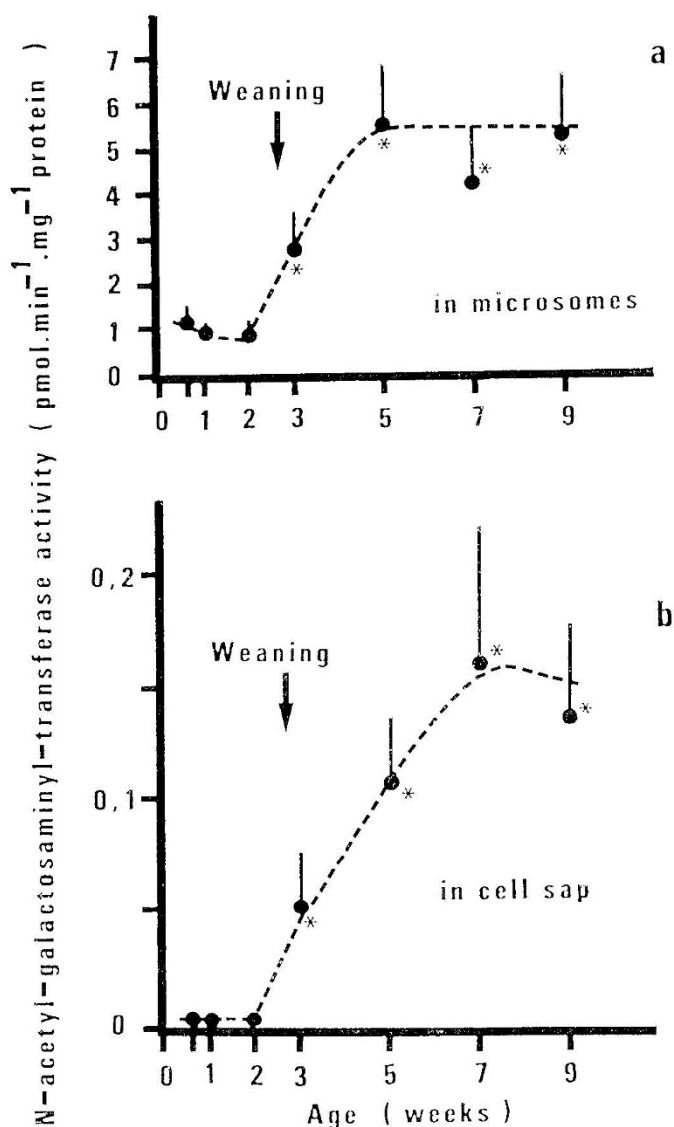 N-acetyl-galactosaminyl-transferase activity ( pmol.min⁻¹.mg⁻¹ protein )
a
7
6
5
4
3
2
1
0
Weaning
*
*
*
*
in microsomes
0 1 2 3 5 7 9
b
0,2
0,1
0
Weaning
*
*
*
*
in cell sap
0 1 2 3 5 7 9
Age ( weeks )